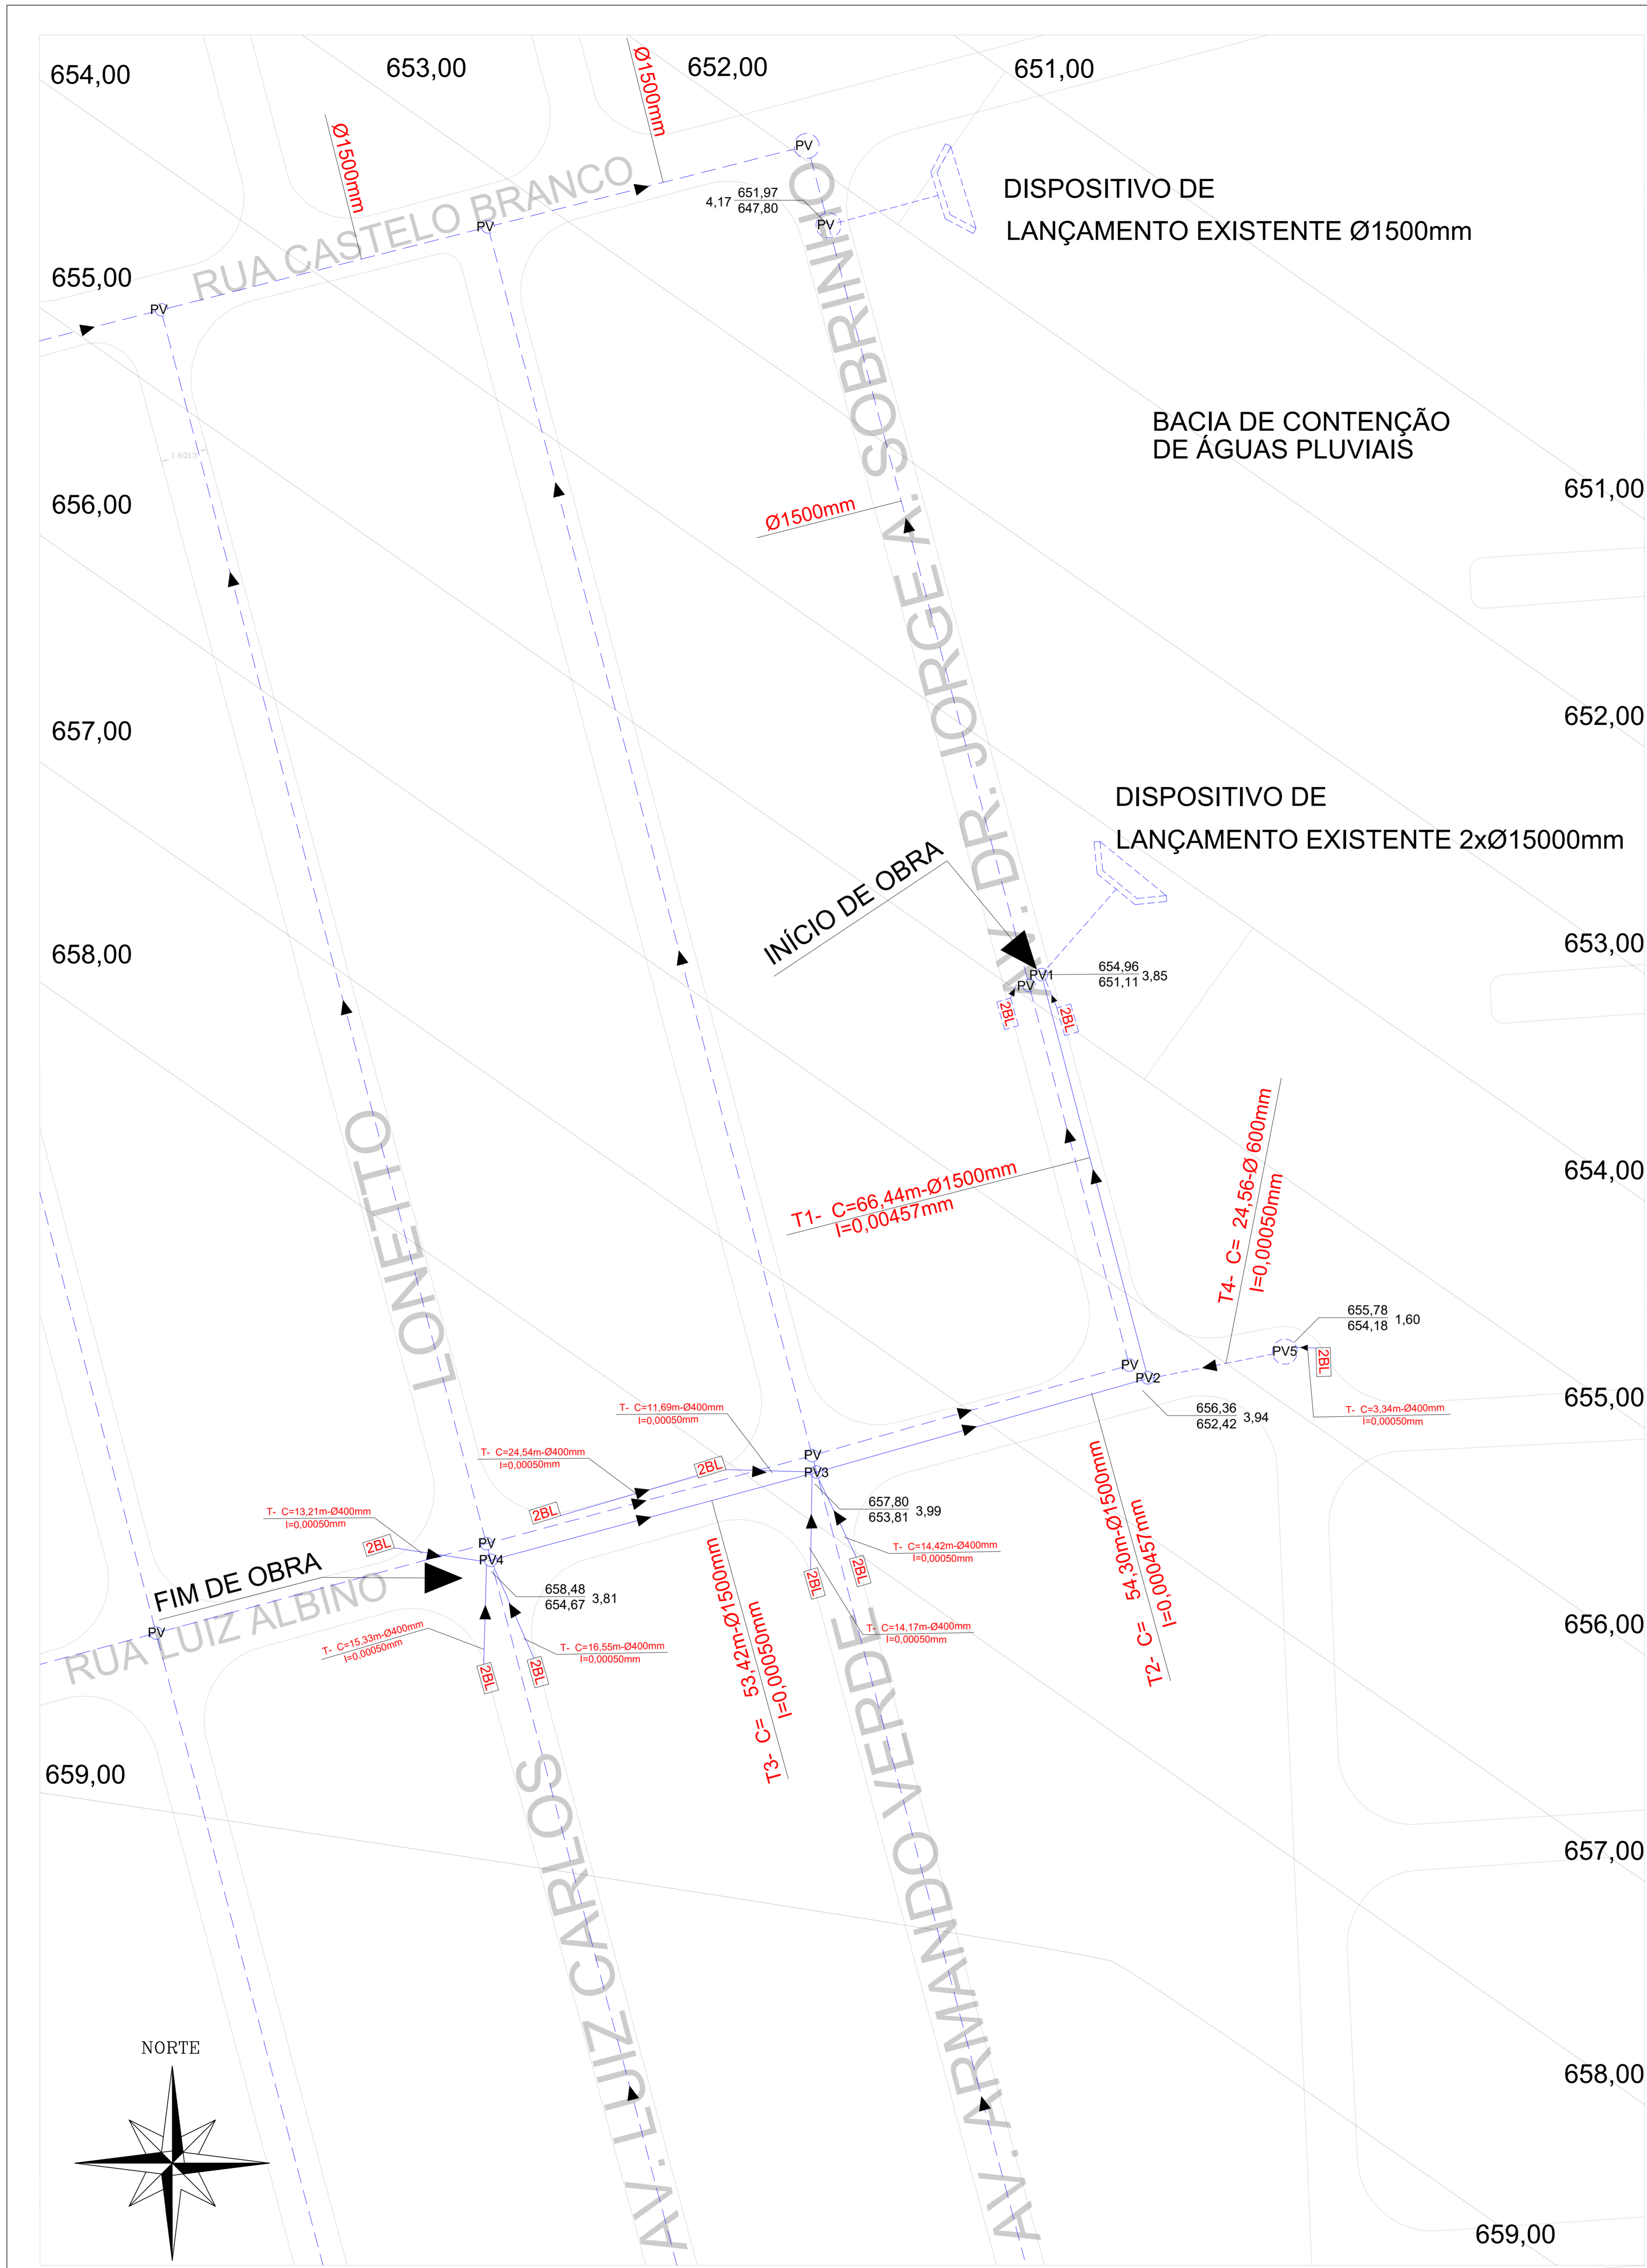 654,00
653,00
652,00
651,00
Ø1500mm
Ø1500mm
PV
RUA CASTELO BRANCO
DISPOSITIVO DE
LANÇAMENTO EXISTENTE Ø1500mm
4,17
651,97
647,80
PV
PV
655,00
PV
AV. DR. JORGE A. SOBRINHO
BACIA DE CONTENÇÃO
DE ÁGUAS PLUVIAIS
1.6013
651,00
656,00
Ø1500mm
652,00
657,00
DISPOSITIVO DE
LANÇAMENTO EXISTENTE 2xØ15000mm
INÍCIO DE OBRA
653,00
658,00
PV1
654,96
651,11
3,85
PV
2BL
2BL
654,00
T1- C=66,44m-Ø1500mm
I=0,00457mm
T4- C= 24,56-Ø 600mm
I=0,00050mm
LONETTO
655,78
654,18
1,60
PV5
2BL
PV
PV2
655,00
656,36
652,42
3,94
T- C=3,34m-Ø400mm
I=0,00050mm
T- C=11,69m-Ø400mm
I=0,00050mm
T- C=24,54m-Ø400mm
I=0,00050mm
2BL
PV
PV3
2BL
657,80
653,81
3,99
T- C=13,21m-Ø400mm
I=0,00050mm
2BL
PV
PV4
T- C=14,42m-Ø400mm
I=0,00050mm
2BL
2BL
FIM DE OBRA
658,48
654,67
3,81
T2- C= 54,30m-Ø1500mm
I=0,000457mm
T3- C= 53,42m-Ø1500mm
I=0,00050mm
RUA LUIZ ALBINO
PV
T- C=14,17m-Ø400mm
I=0,00050mm
656,00
T- C=15,33m-Ø400mm
I=0,00050mm
T- C=16,55m-Ø400mm
I=0,00050mm
2BL
2BL
659,00
AV. LUIZ CARLOS
AV. ARMANDO VERDE
657,00
NORTE
658,00
659,00